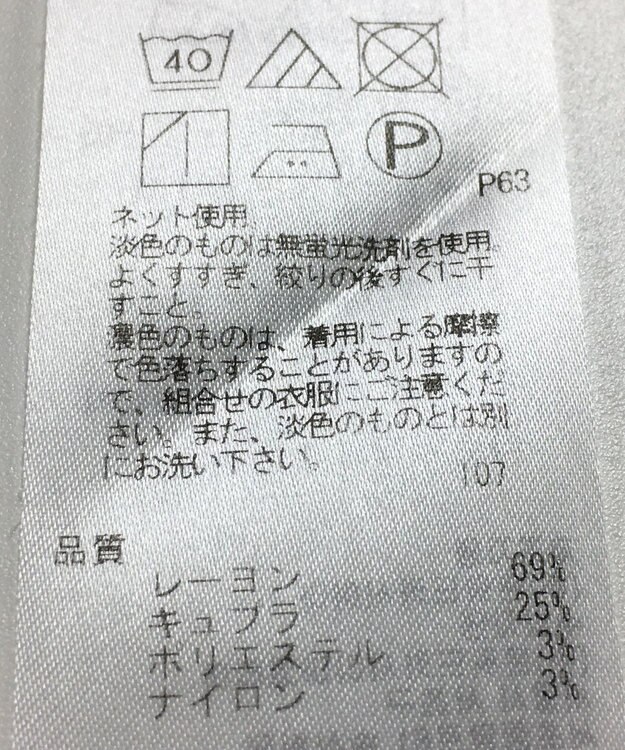 40
P
P63
ネット使用
淡色のものは無蛍光洗剤を使用。
よくすすぎ、絞りの後すぐに干
すこと。
濃色のものは、着用による摩擦
で色落ちすることがありますの
で、組合せの衣服にご注意くだ
さい。また、淡色のものとは別
にお洗い下さい。
107
品質
レーヨン 69%
キュプラ 25%
ポリエステル 3%
ナイロン 3%